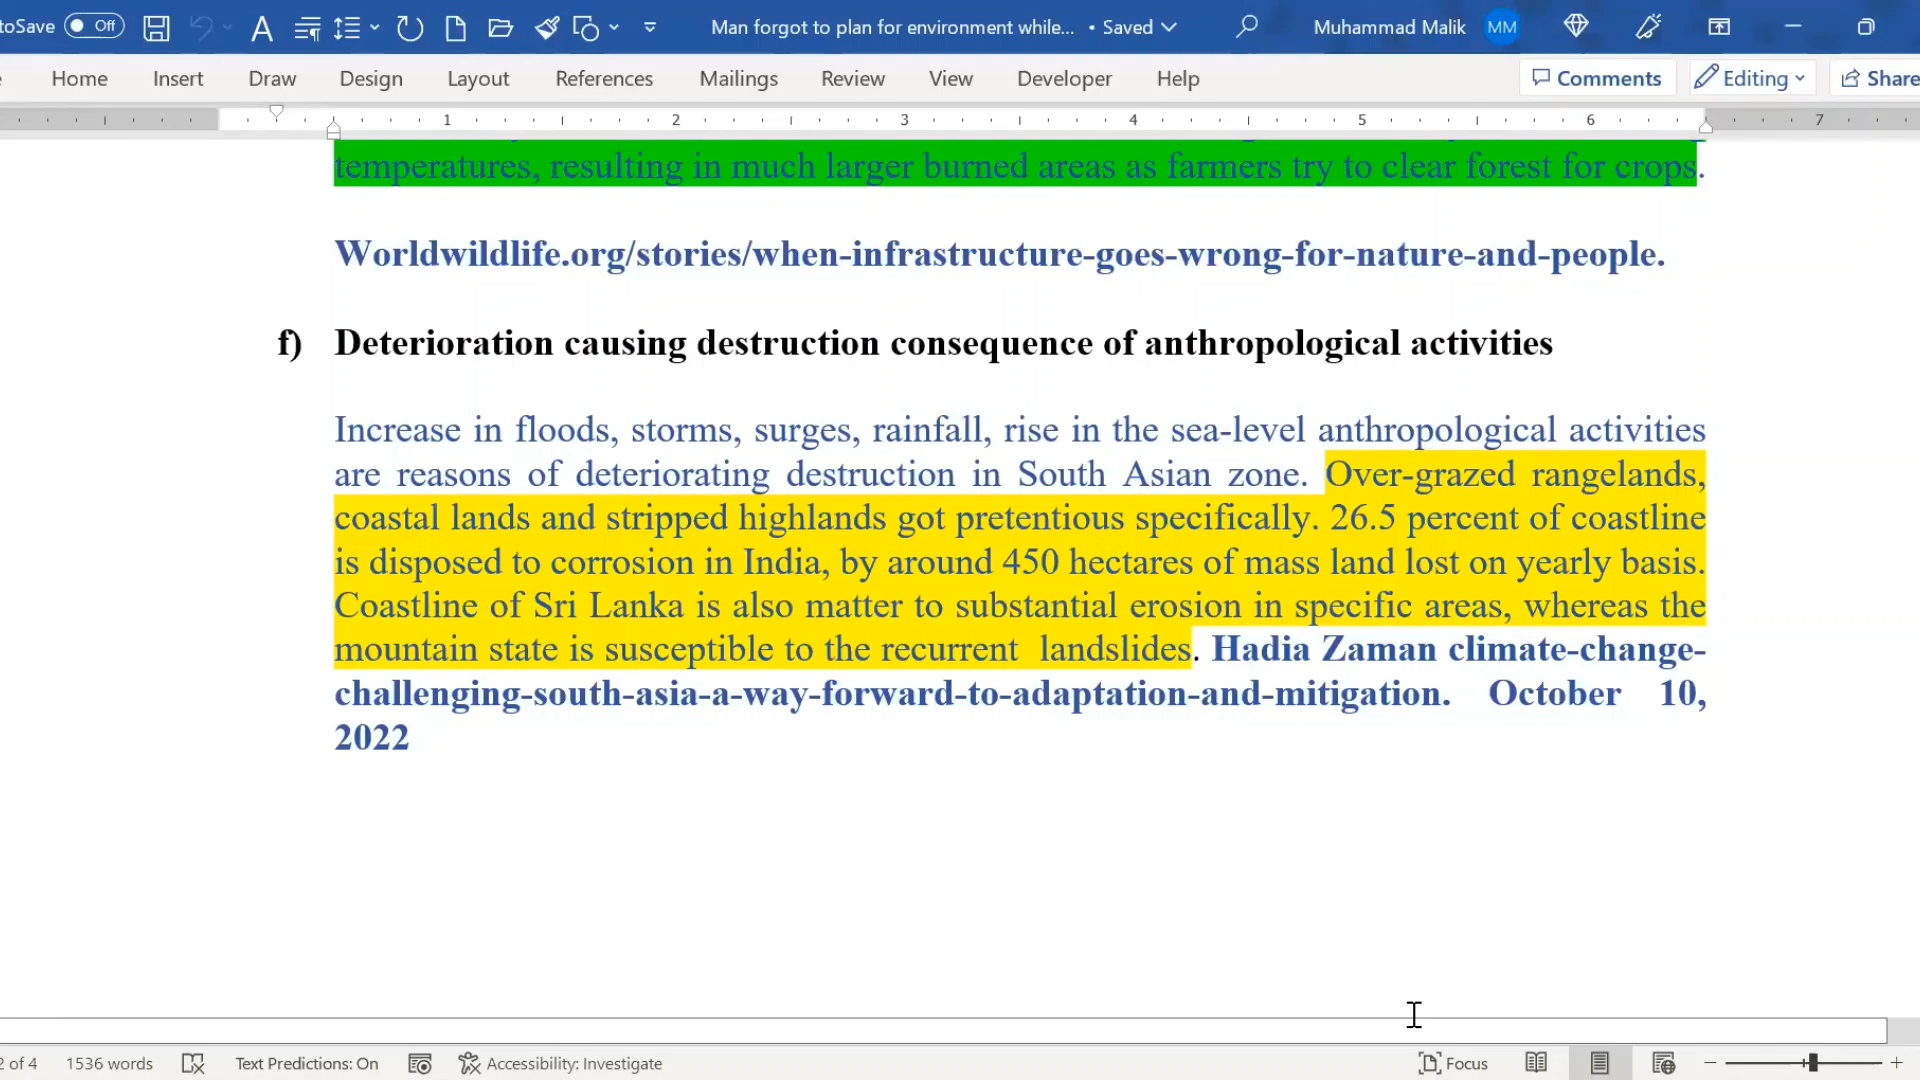 toSave Off Man forgot to plan for environment while... • Saved Muhammad Malik MM
Home Insert Draw Design Layout References Mailings Review View Developer Help Comments Editing Share
1 2 3 4 5 6 7
temperatures, resulting in much larger burned areas as farmers try to clear forest for crops.
Worldwildlife.org/stories/when-infrastructure-goes-wrong-for-nature-and-people.
f) Deterioration causing destruction consequence of anthropological activities
Increase in floods, storms, surges, rainfall, rise in the sea-level anthropological activities
are reasons of deteriorating destruction in South Asian zone. Over-grazed rangelands,
coastal lands and stripped highlands got pretentious specifically. 26.5 percent of coastline
is disposed to corrosion in India, by around 450 hectares of mass land lost on yearly basis.
Coastline of Sri Lanka is also matter to substantial erosion in specific areas, whereas the
mountain state is susceptible to the recurrent landslides. Hadia Zaman climate-change-
challenging-south-asia-a-way-forward-to-adaptation-and-mitigation. October 10,
2022
2 of 4 1536 words Text Predictions: On Accessibility: Investigate Focus